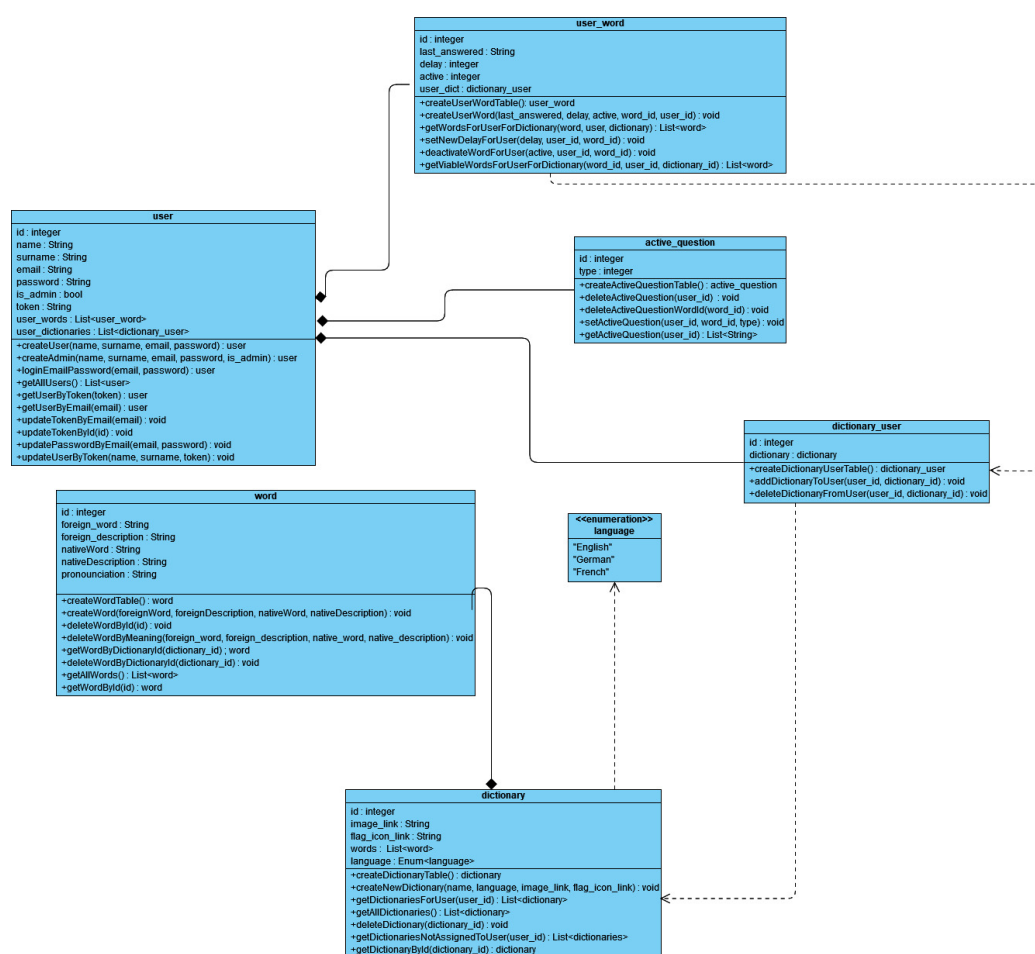 user_word
id : integer
last_answered : String
delay : integer
active : integer
user_dict : dictionary_user
+createUserWordTable(): user_word
+createUserWord(last_answered, delay, active, word_id, user_id) : void
+getWordsForUserForDictionary(word, user, dictionary) : List<word>
+setNewDelayForUser(delay, user_id, word_id) : void
+deactivateWordForUser(active, user_id, word_id) : void
+getViableWordsForUserForDictionary(word_id, user_id, dictionary_id) : List<word>
user
id : integer
name : String
surname : String
email : String
password : String
is_admin : bool
token : String
user_words : List<user_word>
user_dictionaries : List<dictionary_user>
+createUser(name, surname, email, password) : user
+createAdmin(name, surname, email, password, is_admin) : user
+loginEmailPassword(email, password) : user
+getAllUsers() : List<user>
+getUserByToken(token) : user
+getUserByEmail(email) : user
+updateTokenByEmail(email) : void
+updateTokenById(id) : void
+updatePasswordByEmail(email, password) : void
+updateUserByToken(name, surname, token) : void
active_question
id : integer
type : integer
+createActiveQuestionTable() : active_question
+deleteActiveQuestion(user_id) : void
+deleteActiveQuestionWordId(word_id) : void
+setActiveQuestion(user_id, word_id, type) : void
+getActiveQuestion(user_id) : List<String>
dictionary_user
id : integer
dictionary : dictionary
+createDictionaryUserTable() : dictionary_user
+addDictionaryToUser(user_id, dictionary_id) : void
+deleteDictionaryFromUser(user_id, dictionary_id) : void
word
id : integer
foreign_word : String
foreign_description : String
nativeWord : String
nativeDescription : String
pronounciation : String
+createWordTable() : word
+createWord(foreignWord, foreignDescription, nativeWord, nativeDescription) : void
+deleteWordById(id) : void
+deleteWordByMeaning(foreign_word, foreign_description, native_word, native_description) : void
+getWordByDictionaryId(dictionary_id) ; word
+deleteWordByDictionaryId(dictionary_id) : void
+getAllWords() : List<word>
+getWordById(id) : word
<<enumeration>>
language
"English"
"German"
"French"
dictionary
id : integer
image_link : String
flag_icon_link : String
words : List<word>
language : Enum<language>
+createDictionaryTable() : dictionary
+createNewDictionary(name, language, image_link, flag_icon_link) : void
+getDictionariesForUser(user_id) : List<dictionary>
+getAllDictionaries() : List<dictionary>
+deleteDictionary(dictionary_id) : void
+getDictionariesNotAssignedToUser(user_id) : List<dictionaries>
+getDictionaryById(dictionary_id) : dictionary